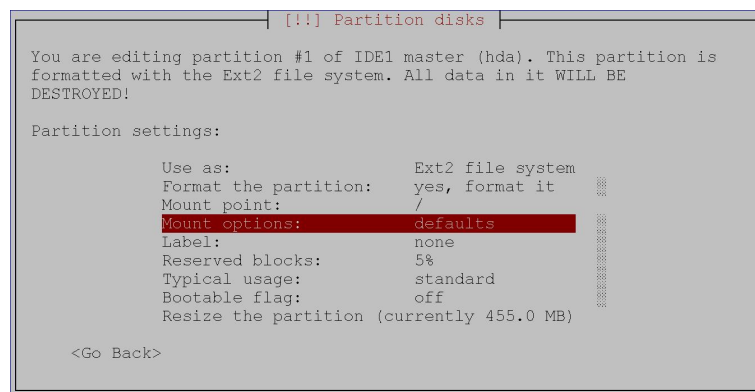 [!!] Partition disks
You are editing partition #1 of IDE1 master (hda). This partition is
formatted with the Ext2 file system. All data in it WILL BE
DESTROYED!
Partition settings:
Use as: Ext2 file system
Format the partition: yes, format it
Mount point: /
Mount options: defaults
Label: none
Reserved blocks: 5%
Typical usage: standard
Bootable flag: off
Resize the partition (currently 455.0 MB)
<Go Back>